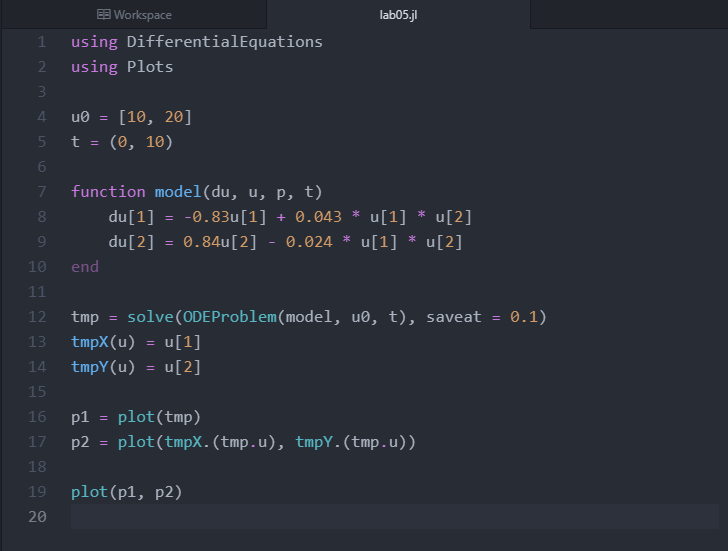 Workspace
lab05.jl
1 using DifferentialEquations
2 using Plots
3
4 u0 = [10, 20]
5 t = (0, 10)
6
7 function model(du, u, p, t)
8     du[1] = -0.83u[1] + 0.043 * u[1] * u[2]
9     du[2] = 0.84u[2] - 0.024 * u[1] * u[2]
10 end
11
12 tmp = solve(ODEProblem(model, u0, t), saveat = 0.1)
13 tmpX(u) = u[1]
14 tmpY(u) = u[2]
15
16 p1 = plot(tmp)
17 p2 = plot(tmpX.(tmp.u), tmpY.(tmp.u))
18
19 plot(p1, p2)
20